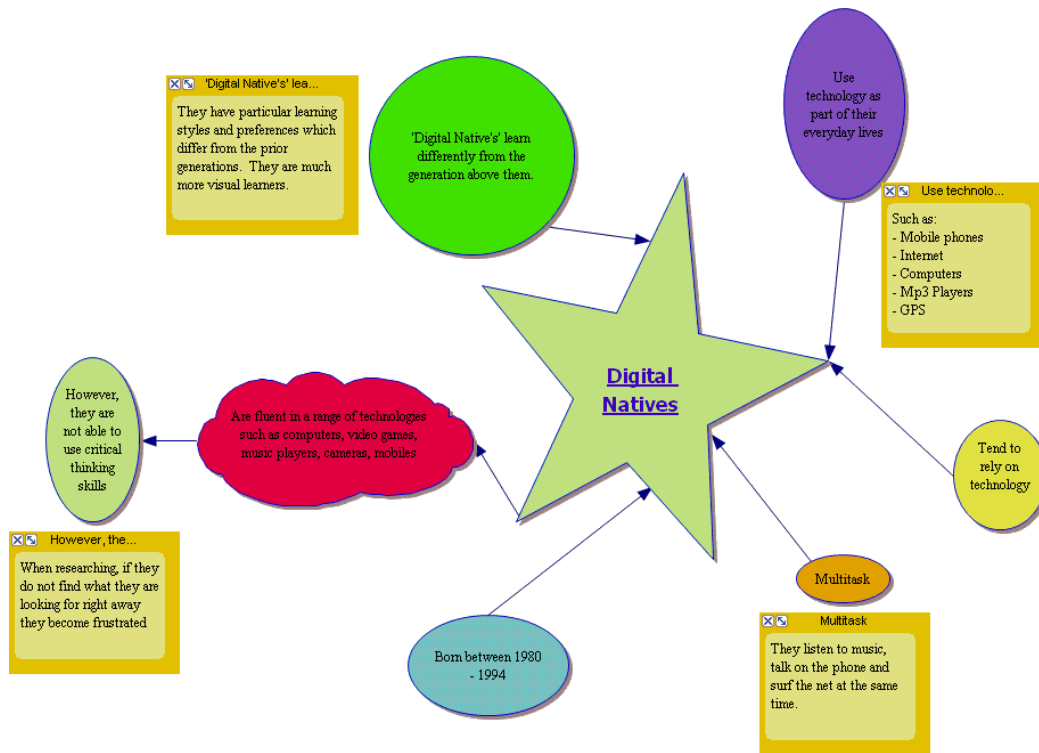 'Digital Native's' lea...
They have particular learning
styles and preferences which
differ from the prior
generations. They are much
more visual learners.
'Digital Native's' learn
differently from the
generation above them.
Use
technology as
part of their
everyday lives
Use technolo...
Such as:
- Mobile phones
- Internet
- Computers
- Mp3 Players
- GPS
Digital
Natives
However,
they are
not able to
use critical
thinking
skills
Are fluent in a range of technologies
such as computers, video games,
music players, cameras, mobiles
Tend to
rely on
technology
However, the...
When researching, if they
do not find what they are
looking for right away
they become frustrated
Multitask
Multitask
They listen to music,
talk on the phone and
surf the net at the same
time.
Born between 1980
- 1994